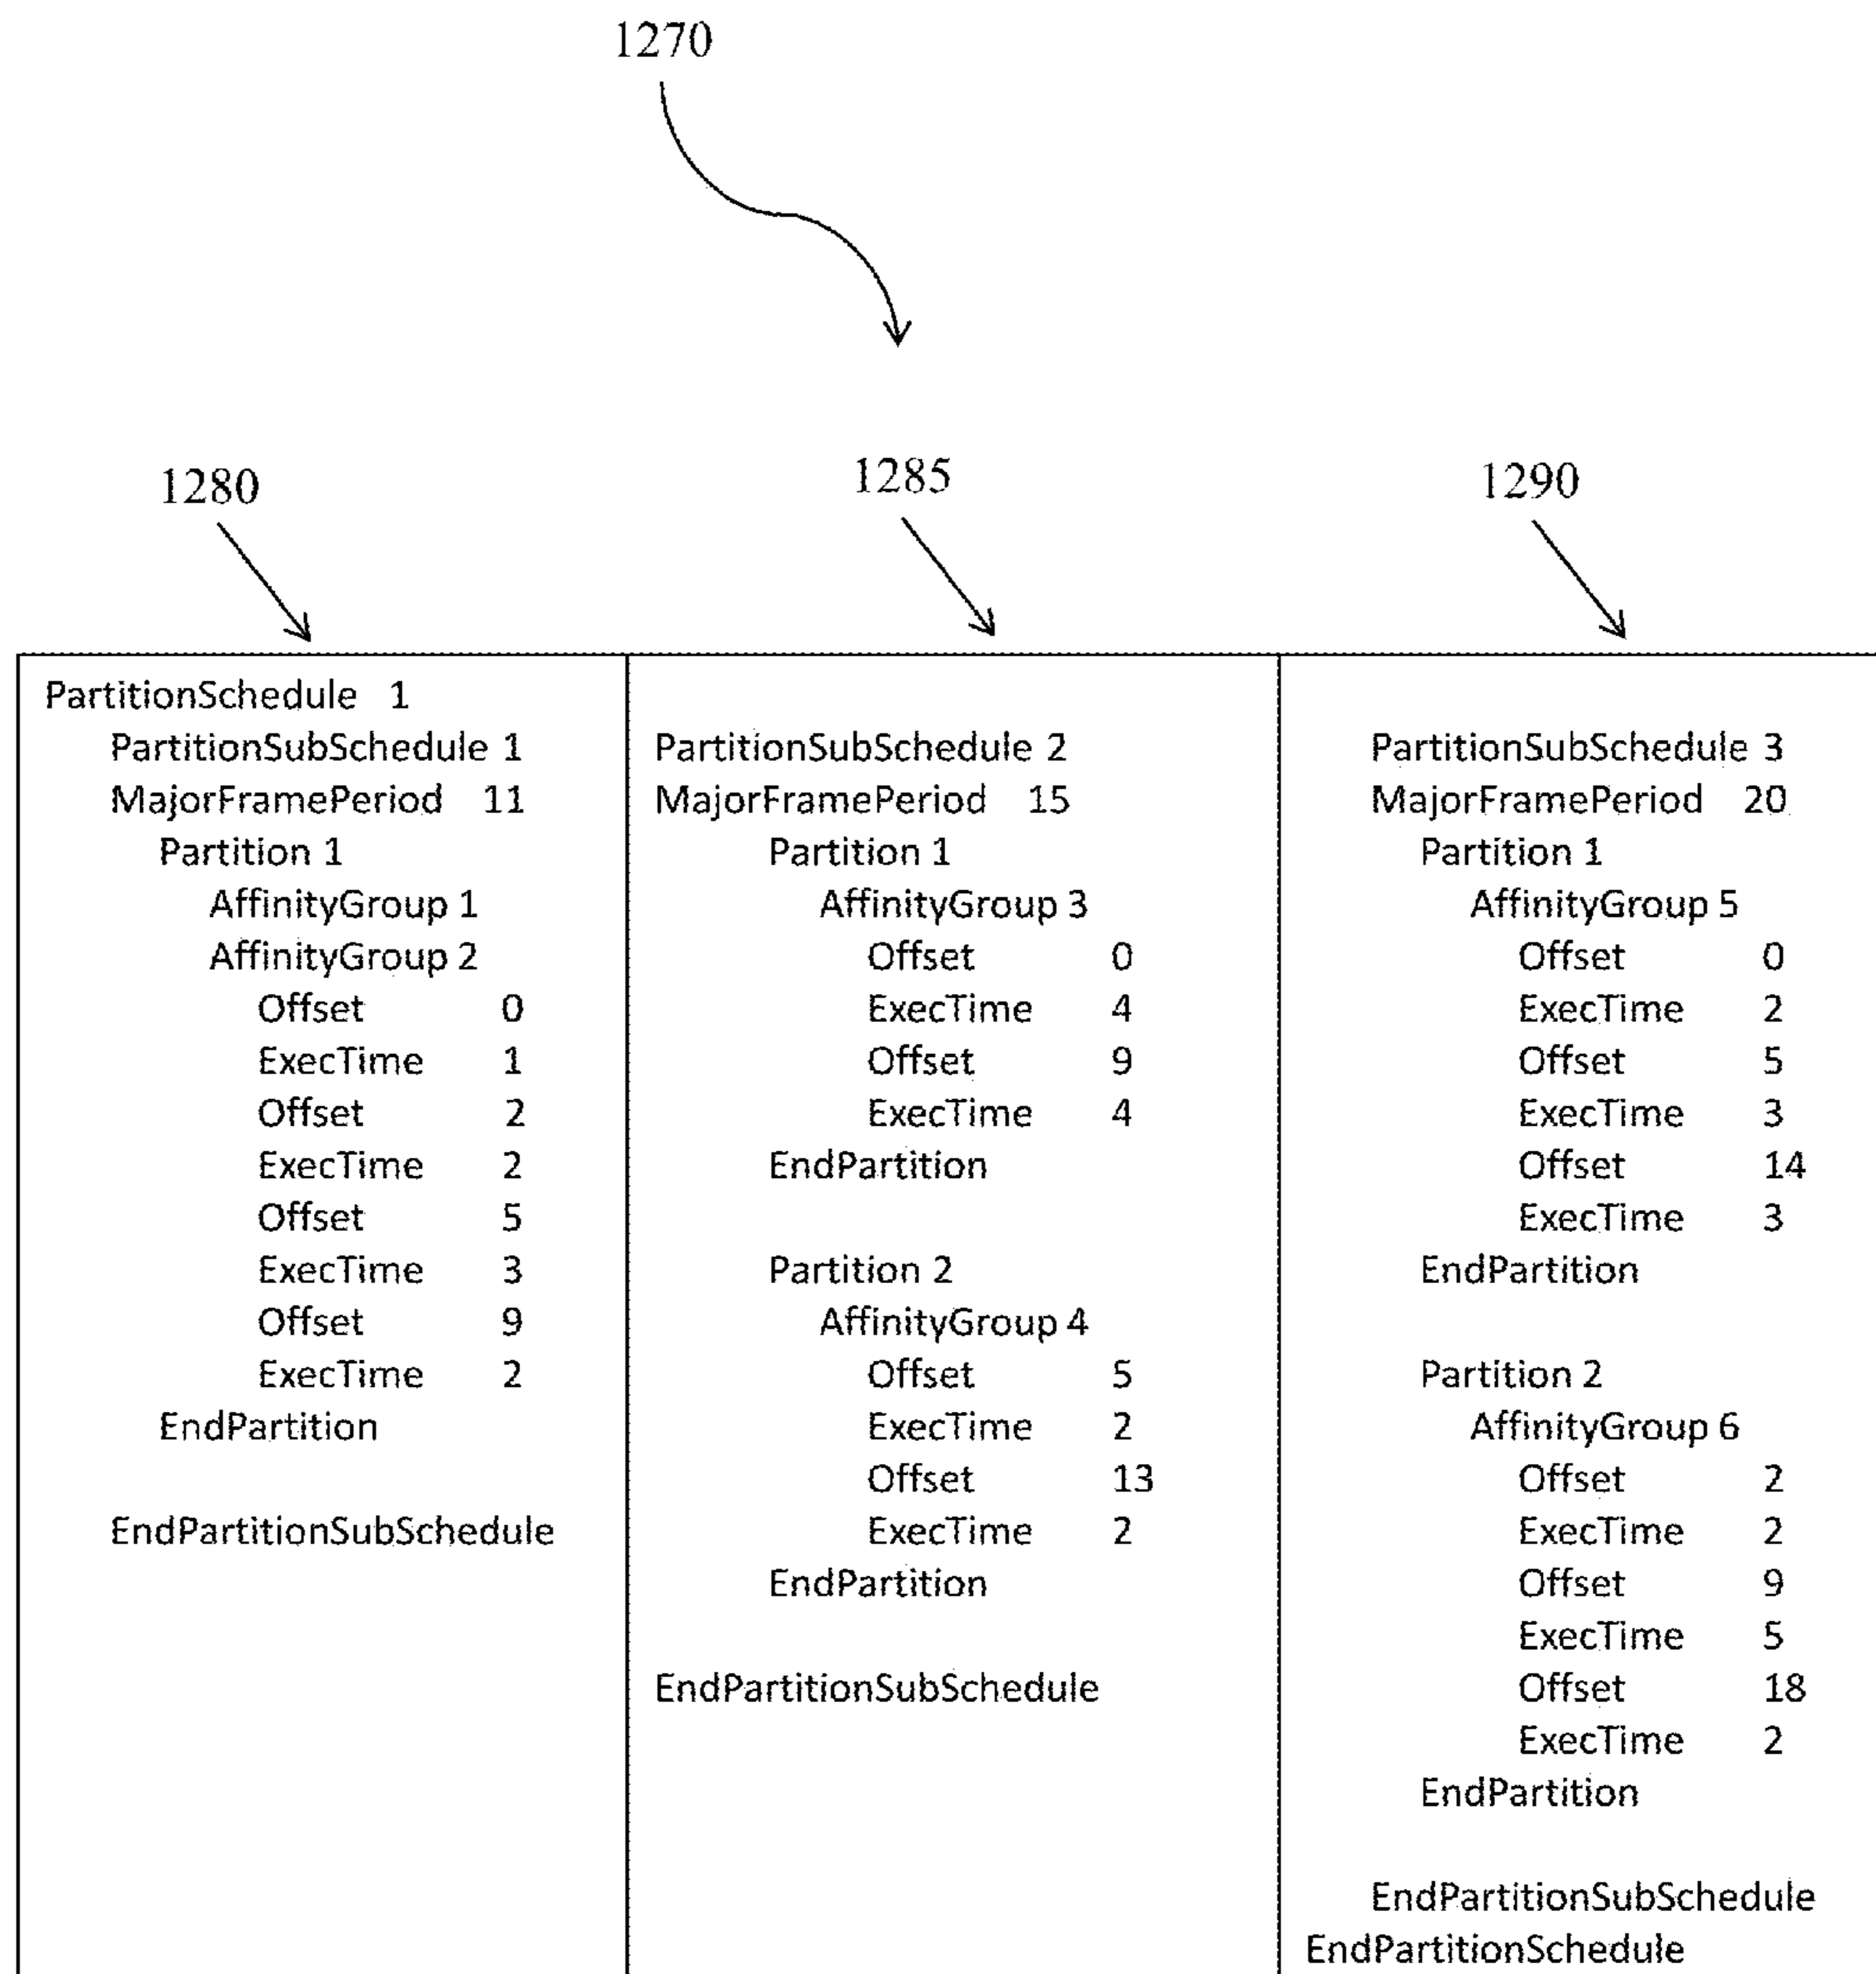 1270
1280
1285
1290
PartitionSchedule 1
PartitionSubSchedule 1
MajorFramePeriod 11
Partition 1
AffinityGroup 1
AffinityGroup 2
Offset 0
ExecTime 1
Offset 2
ExecTime 2
Offset 5
ExecTime 3
Offset 9
ExecTime 2
EndPartition
EndPartitionSubSchedule
PartitionSubSchedule 2
MajorFramePeriod 15
Partition 1
AffinityGroup 3
Offset 0
ExecTime 4
Offset 9
ExecTime 4
EndPartition
Partition 2
AffinityGroup 4
Offset 5
ExecTime 2
Offset 13
ExecTime 2
EndPartition
EndPartitionSubSchedule
PartitionSubSchedule 3
MajorFramePeriod 20
Partition 1
AffinityGroup 5
Offset 0
ExecTime 2
Offset 5
ExecTime 3
Offset 14
ExecTime 3
EndPartition
Partition 2
AffinityGroup 6
Offset 2
ExecTime 2
Offset 9
ExecTime 5
Offset 18
ExecTime 2
EndPartition
EndPartitionSubSchedule
EndPartitionSchedule